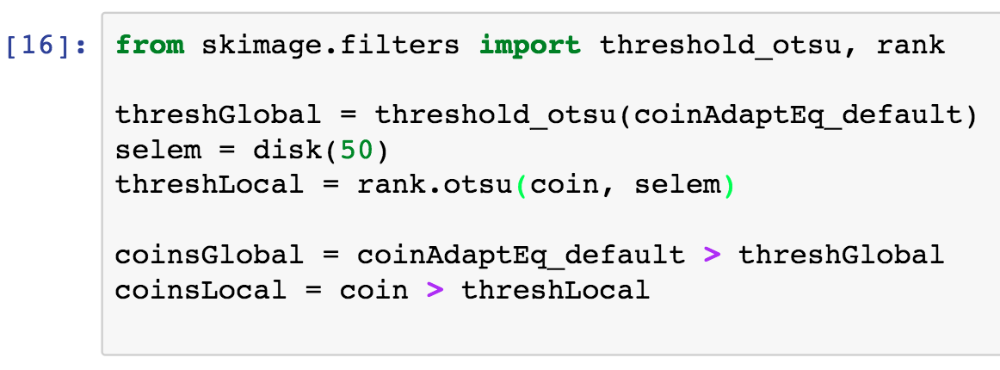 [16]: from skimage.filters import threshold_otsu, rank
threshGlobal = threshold_otsu(coinAdaptEq_default)
selem = disk(50)
threshLocal = rank.otsu(coin, selem)
coinsGlobal = coinAdaptEq_default > threshGlobal
coinsLocal = coin > threshLocal